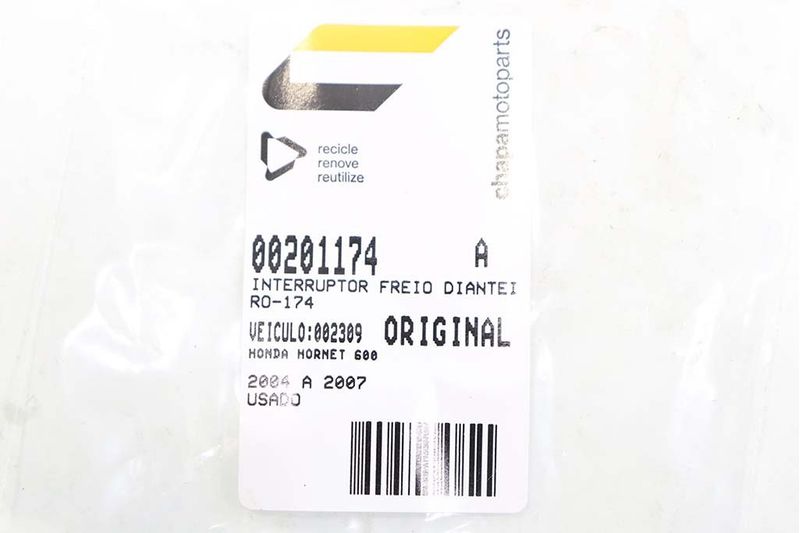 chapamotoparts
recicle
renove
reutilize
00201174 A
INTERRUPTOR FREIO DIANTEI
RO-174
VEICULO:002309 ORIGINAL
HONDA HORNET 600
2004 A 2007
USADO